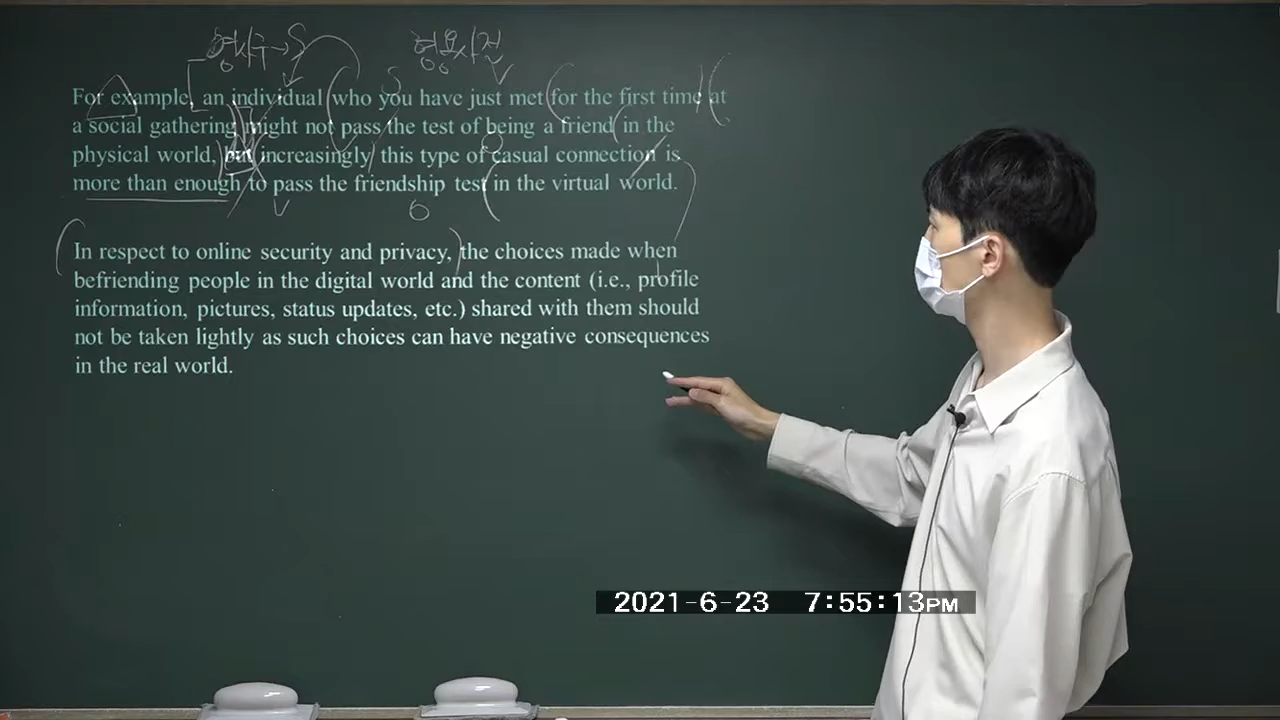 형사주→S 형용사절
S V
For example, an individual who you have just met for the first time at
a social gathering might not pass the test of being a friend in the
physical world, but increasingly this type of casual connection is
more than enough to pass the friendship test in the virtual world.
V O
In respect to online security and privacy, the choices made when
befriending people in the digital world and the content (i.e., profile
information, pictures, status updates, etc.) shared with them should
not be taken lightly as such choices can have negative consequences
in the real world.
2021-6-23 7:55:13PM